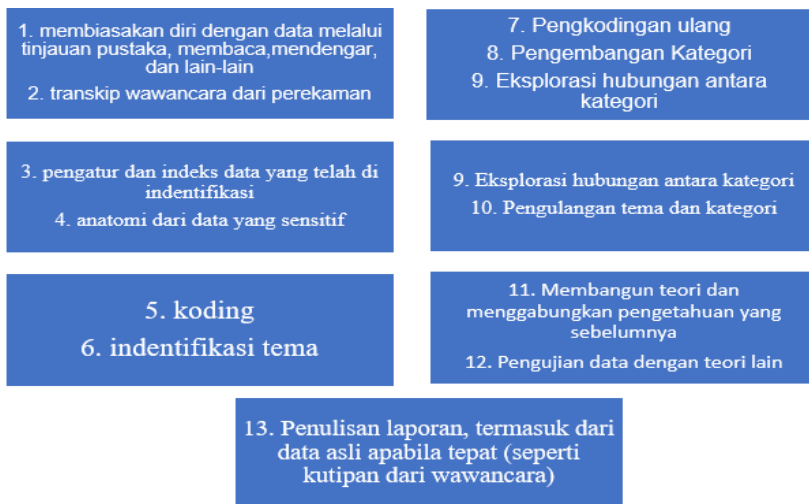 1. membiasakan diri dengan data melalui
tinjauan pustaka, membaca,mendengar,
dan lain-lain
2. transkip wawancara dari perekaman
3. pengatur dan indeks data yang telah di
indentifikasi
4. anatomi dari data yang sensitif
5. koding
6. indentifikasi tema
7. Pengkodingan ulang
8. Pengembangan Kategori
9. Eksplorasi hubungan antara
kategori
9. Eksplorasi hubungan antara kategori
10. Pengulangan tema dan kategori
11. Membangun teori dan
menggabungkan pengetahuan yang
sebelumnya
12. Pengujian data dengan teori lain
13. Penulisan laporan, termasuk dari
data asli apabila tepat (seperti
kutipan dari wawancara)